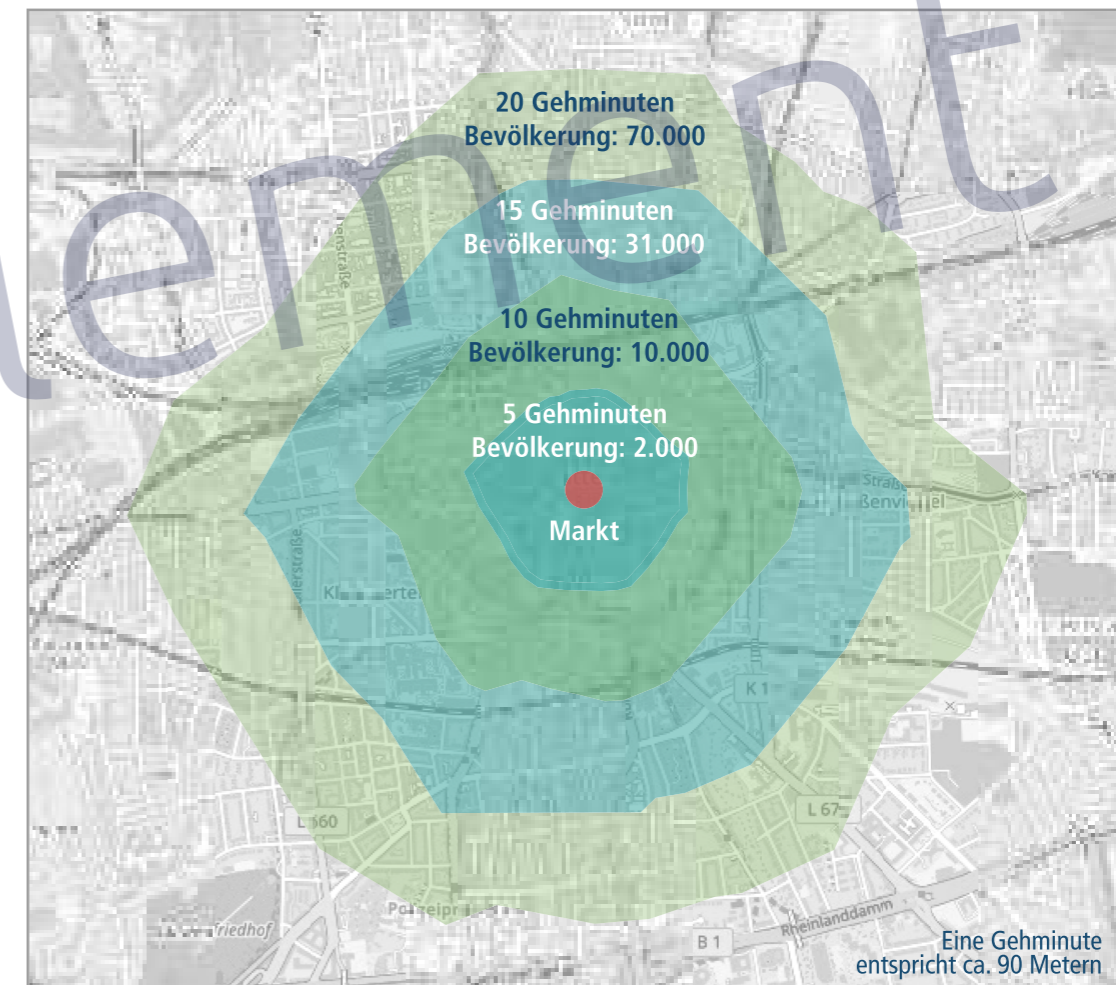 ement
20 Gehminuten
Bevölkerung: 70.000
15 Gehminuten
Bevölkerung: 31.000
10 Gehminuten
Bevölkerung: 10.000
5 Gehminuten
Bevölkerung: 2.000
Markt
K 1
L 67
B 1
Rheinlanddamm
Eine Gehminute
entspricht ca. 90 Metern